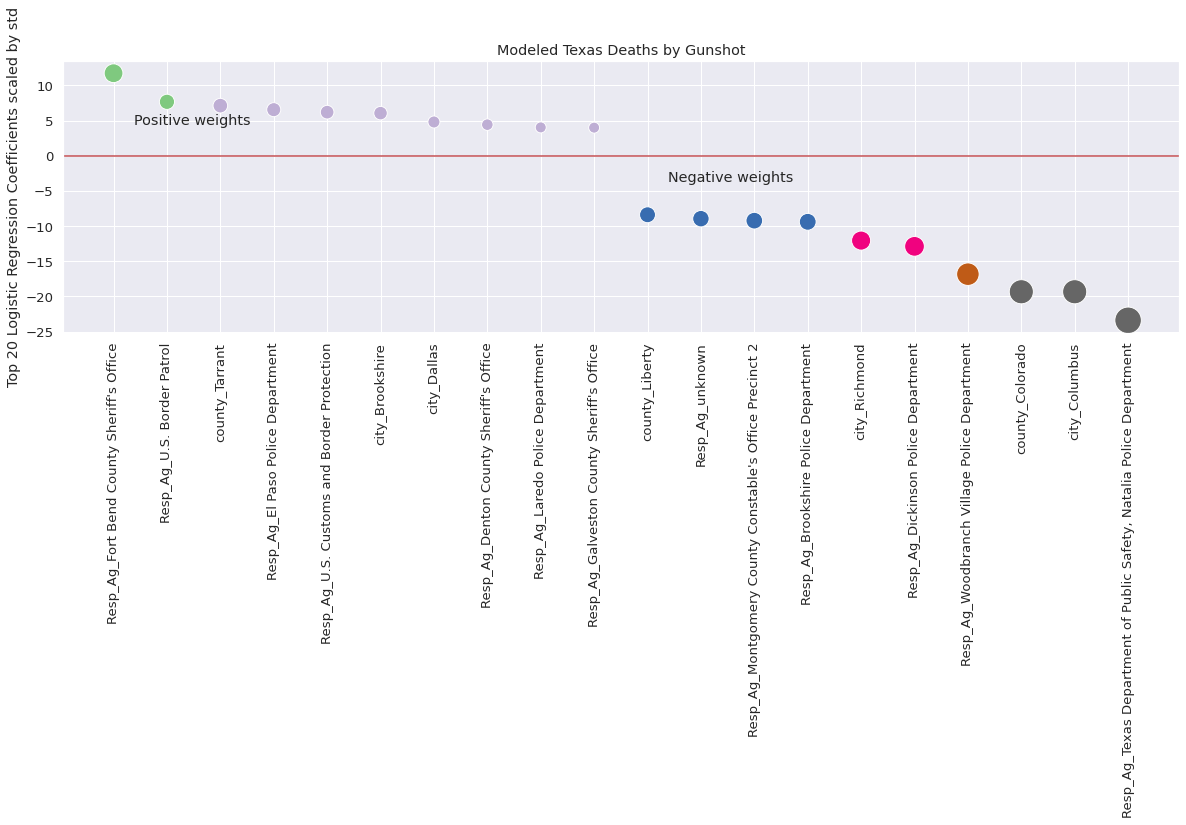 Modeled Texas Deaths by Gunshot
Top 20 Logistic Regression Coefficients scaled by std
10
5
0
−5
−10
−15
−20
−25
Positive weights
Negative weights
Resp_Ag_Fort Bend County Sheriff's Office
Resp_Ag_U.S. Border Patrol
county_Tarrant
Resp_Ag_El Paso Police Department
Resp_Ag_U.S. Customs and Border Protection
city_Brookshire
city_Dallas
Resp_Ag_Denton County Sheriff's Office
Resp_Ag_Laredo Police Department
Resp_Ag_Galveston County Sheriff's Office
county_Liberty
Resp_Ag_unknown
Resp_Ag_Montgomery County Constable's Office Precinct 2
Resp_Ag_Brookshire Police Department
city_Richmond
Resp_Ag_Dickinson Police Department
Resp_Ag_Woodbranch Village Police Department
county_Colorado
city_Columbus
Resp_Ag_Texas Department of Public Safety, Natalia Police Department